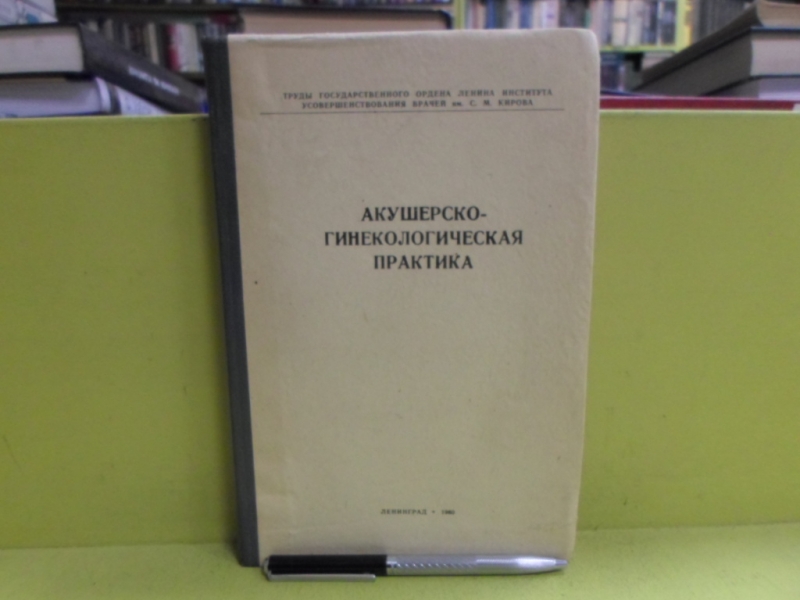 ТРУДЫ ГОСУДАРСТВЕННОГО ОРДЕНА ЛЕНИНА ИНСТИТУТА
УСОВЕРШЕНСТВОВАНИЯ ВРАЧЕЙ им. С. М. КИРОВА
АКУШЕРСКО-
ГИНЕКОЛОГИЧЕСКАЯ
ПРАКТИКА
ЛЕНИНГРАД •